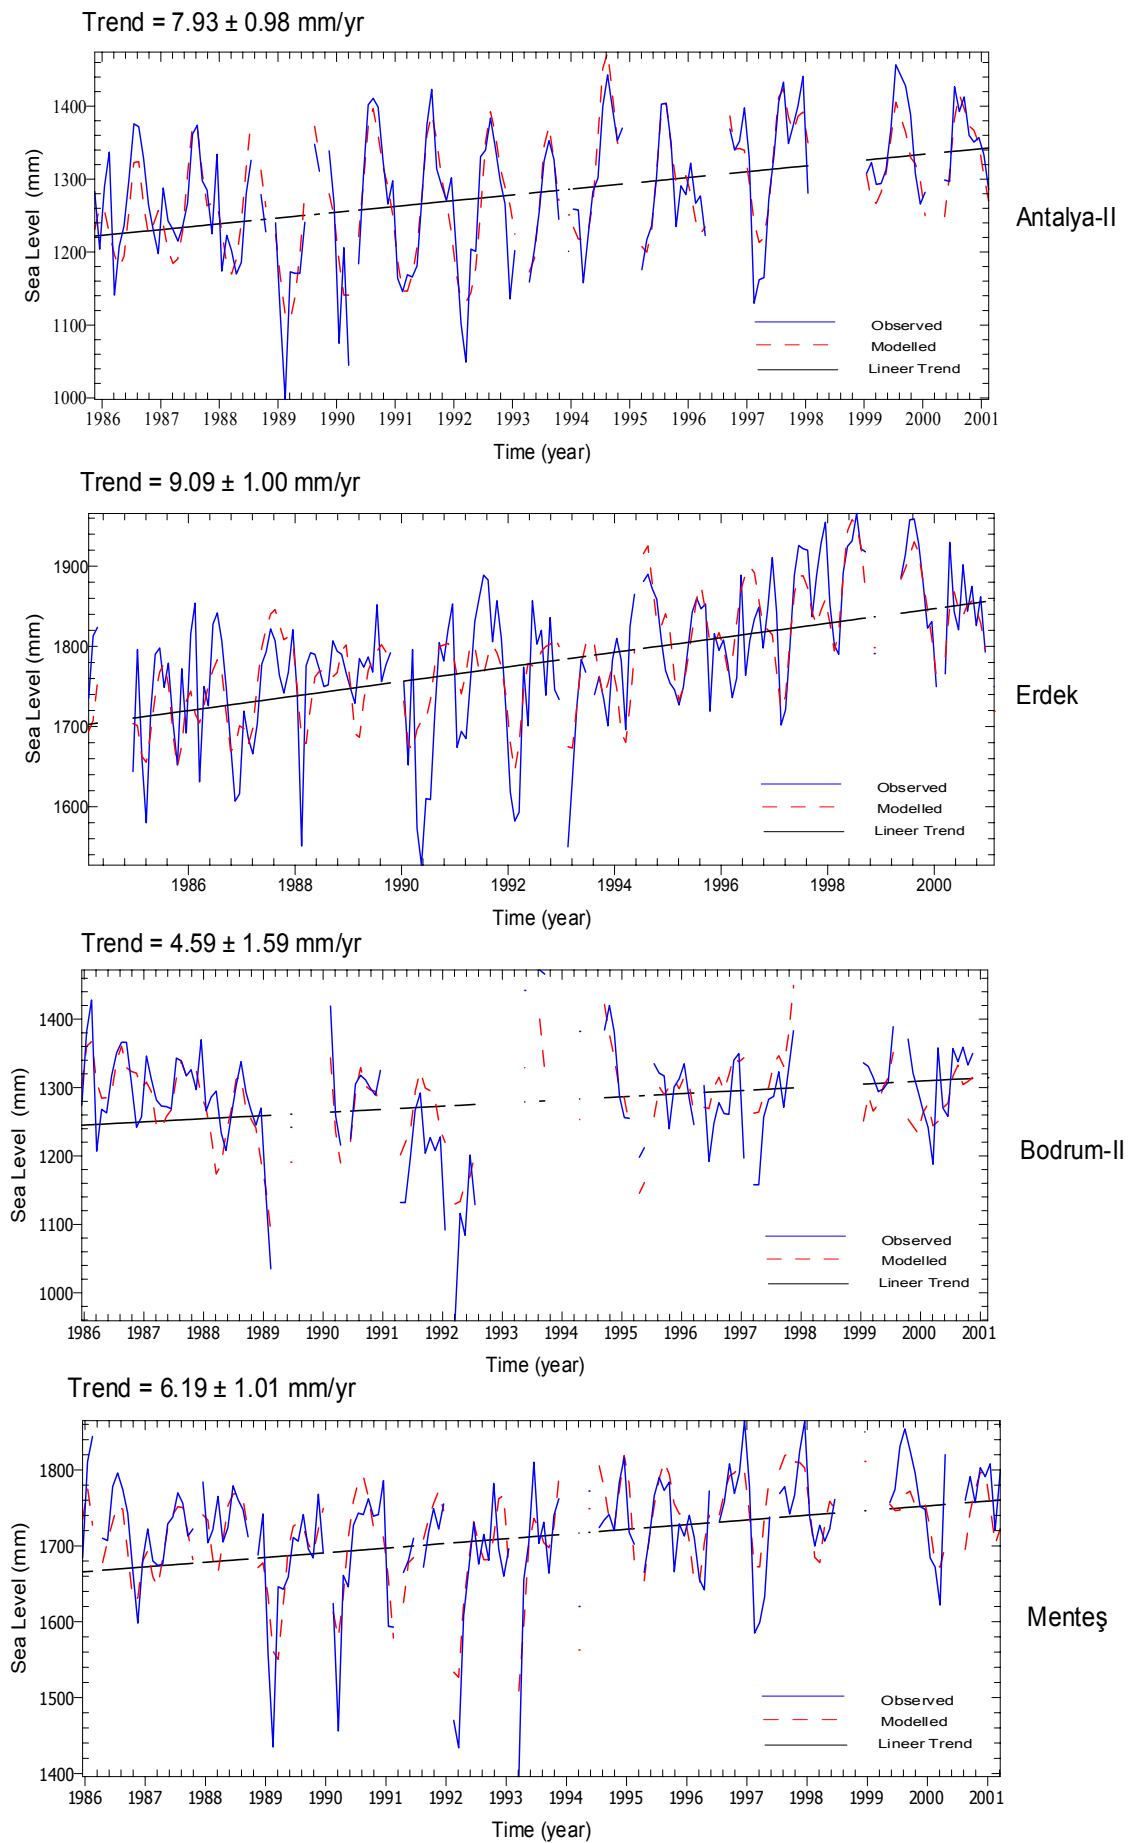 Trend = 7.93 ± 0.98 mm/yr
1400
1300
1200
1100
1000
Sea Level (mm)
Antalya-II
Observed
Modelled
Lineer Trend
1986 1987 1988 1989 1990 1991 1992 1993 1994 1995 1996 1997 1998 1999 2000 2001
Time (year)
Trend = 9.09 ± 1.00 mm/yr
1900
1800
1700
1600
Sea Level (mm)
Erdek
Observed
Modelled
Lineer Trend
1986 1988 1990 1992 1994 1996 1998 2000
Time (year)
Trend = 4.59 ± 1.59 mm/yr
1400
1300
1200
1100
1000
Sea Level (mm)
Bodrum-II
Observed
Modelled
Lineer Trend
1986 1987 1988 1989 1990 1991 1992 1993 1994 1995 1996 1997 1998 1999 2000 2001
Time (year)
Trend = 6.19 ± 1.01 mm/yr
1800
1700
1600
1500
1400
Sea Level (mm)
Menteş
Observed
Modelled
Lineer Trend
1986 1987 1988 1989 1990 1991 1992 1993 1994 1995 1996 1997 1998 1999 2000 2001
Time (year)